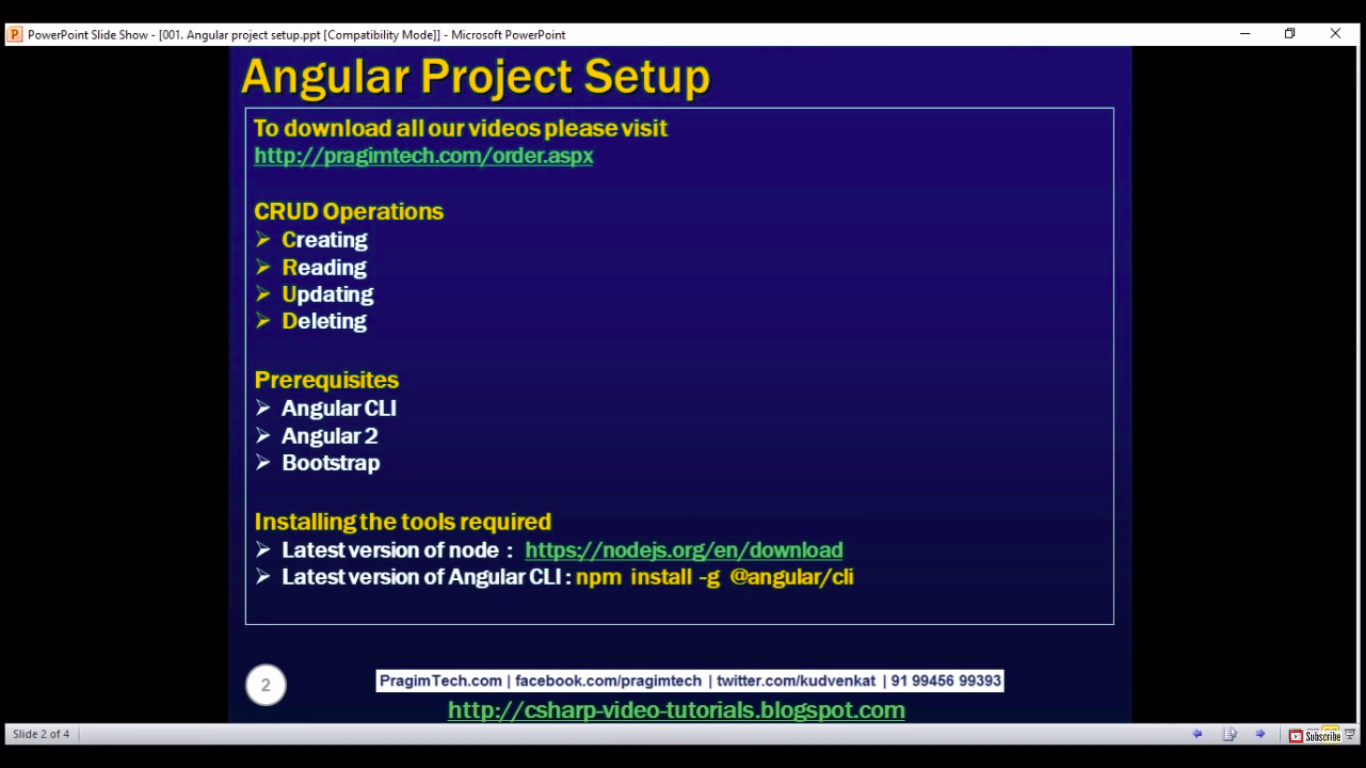 PowerPoint Slide Show - [001. Angular project setup.ppt [Compatibility Mode]] - Microsoft PowerPoint
Angular Project Setup
To download all our videos please visit
http://pragimtech.com/order.aspx
CRUD Operations
Creating
Reading
Updating
Deleting
Prerequisites
Angular CLI
Angular 2
Bootstrap
Installing the tools required
Latest version of node : https://nodejs.org/en/download
Latest version of Angular CLI : npm install -g @angular/cli
2
PragimTech.com | facebook.com/pragimtech | twitter.com/kudvenkat | 91 99456 99393
http://csharp-video-tutorials.blogspot.com
Slide 2 of 4
Subscribe